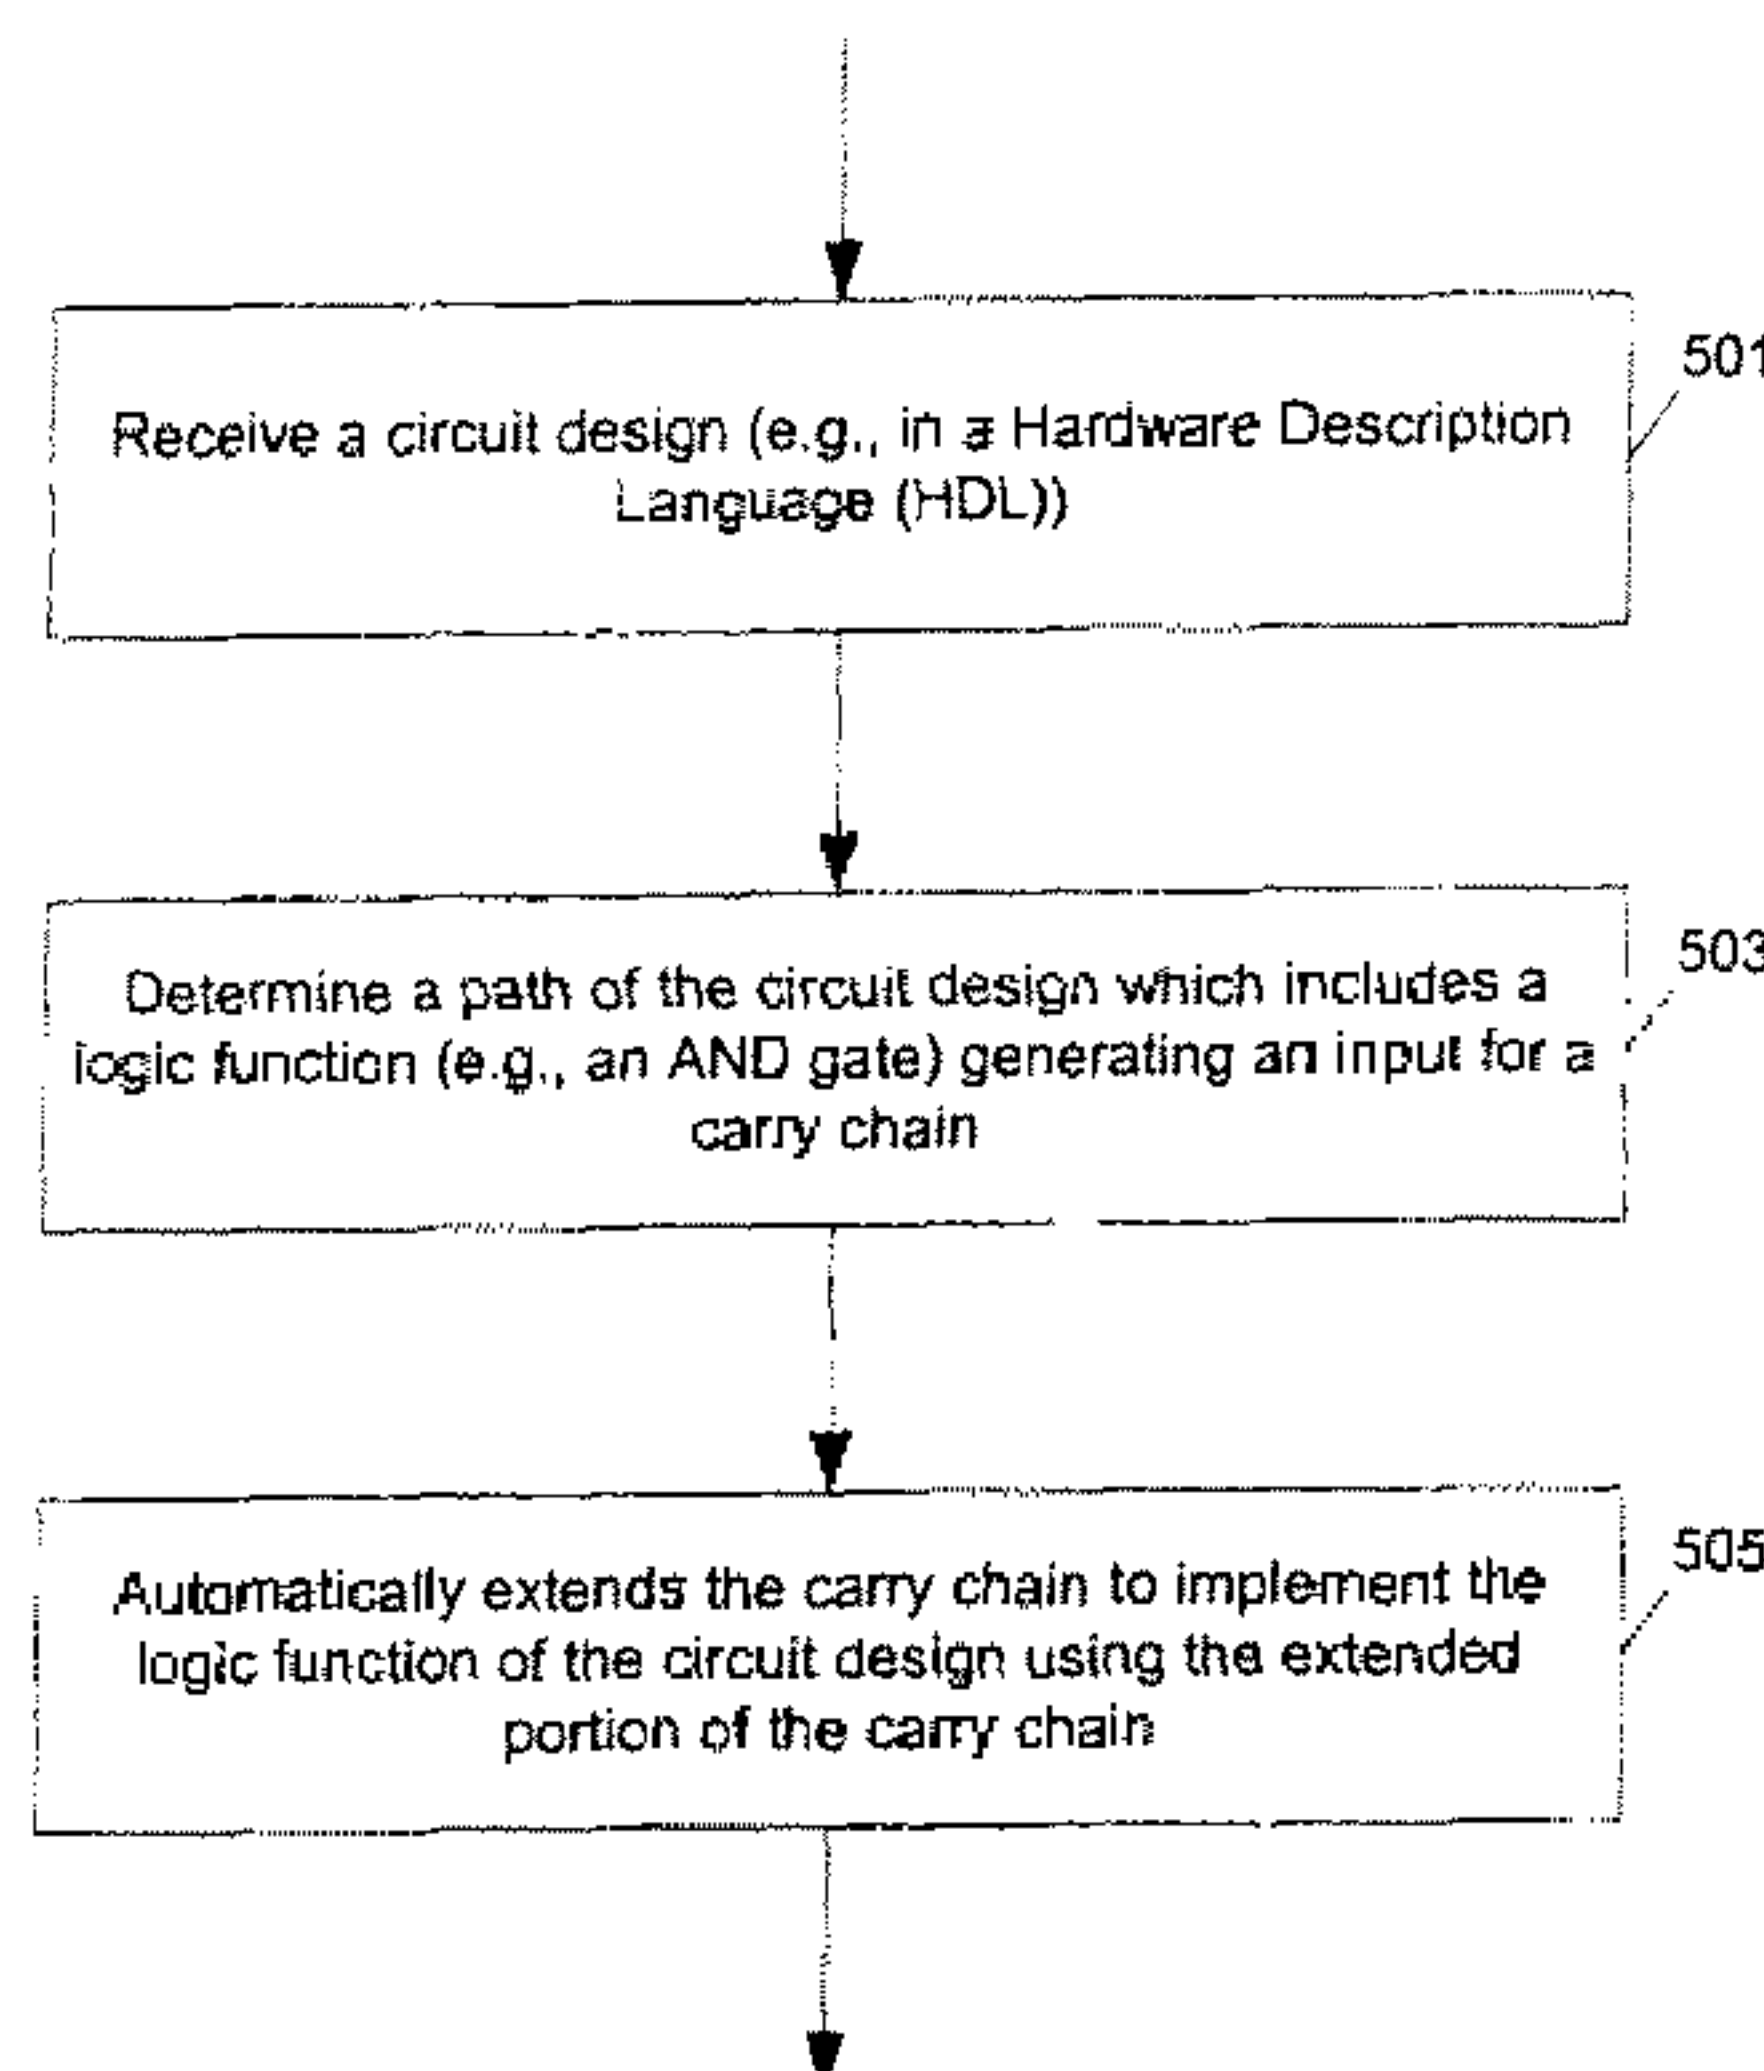 501
Receive a circuit design (e.g., in a Hardware Description
Language (HDL))
503
Determine a path of the circuit design which includes a
logic function (e.g., an AND gate) generating an input for a
carry chain
505
Automatically extends the carry chain to implement the
logic function of the circuit design using the extended
portion of the carry chain